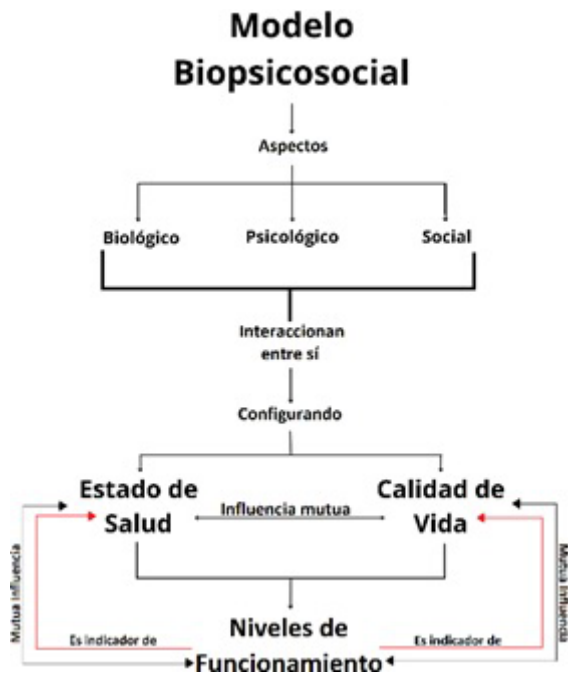 Modelo
Biopsicosocial
Aspectos
Biológico
Psicológico
Social
Interaccionan
entre sí
Configurando
Estado de
Salud
Influencia mutua
Calidad de
Vida
Mutua Influencia
Mutua Influencia
Es indicador de
Niveles de
Funcionamiento
Es indicador de